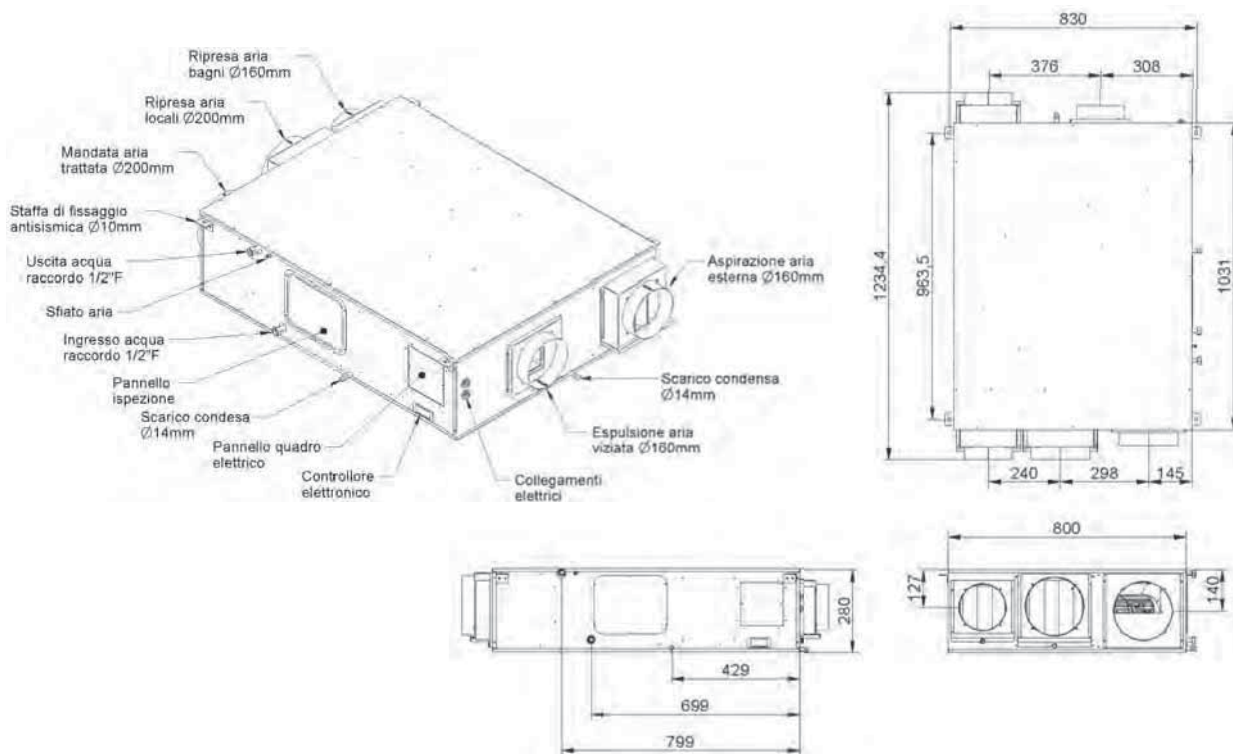 Ripresa aria
bagni Ø160mm
Ripresa aria
locali Ø200mm
Mandata aria
trattata Ø200mm
Staffa di fissaggio
antisismica Ø10mm
Uscita acqua
raccordo 1/2"F
Sfiato aria
Ingresso acqua
raccordo 1/2"F
Pannello
ispezione
Scarico condesa
Ø14mm
Pannello quadro
elettrico
Controllore
elettronico
Collegamenti
elettrici
Espulsione aria
viziata Ø160mm
Scarico condensa
Ø14mm
Aspirazione aria
esterna Ø160mm
830
376
308
1234,4
963,5
1031
240
298
145
280
429
699
799
800
127
140